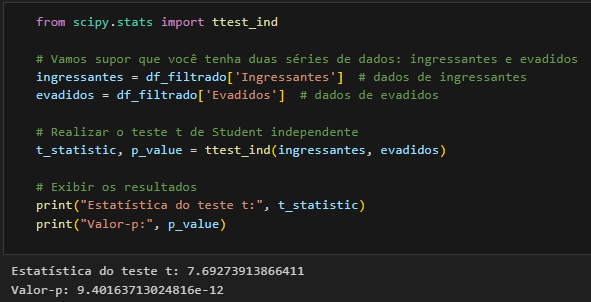 from scipy.stats import ttest_ind
# Vamos supor que você tenha duas séries de dados: ingressantes e evadidos
ingressantes = df_filtrado['Ingressantes']  # dados de ingressantes
evadidos = df_filtrado['Evadidos']  # dados de evadidos
# Realizar o teste t de Student independente
t_statistic, p_value = ttest_ind(ingressantes, evadidos)
# Exibir os resultados
print("Estatística do teste t:", t_statistic)
print("Valor-p:", p_value)
Estatística do teste t: 7.69273913866411
Valor-p: 9.40163713024816e-12